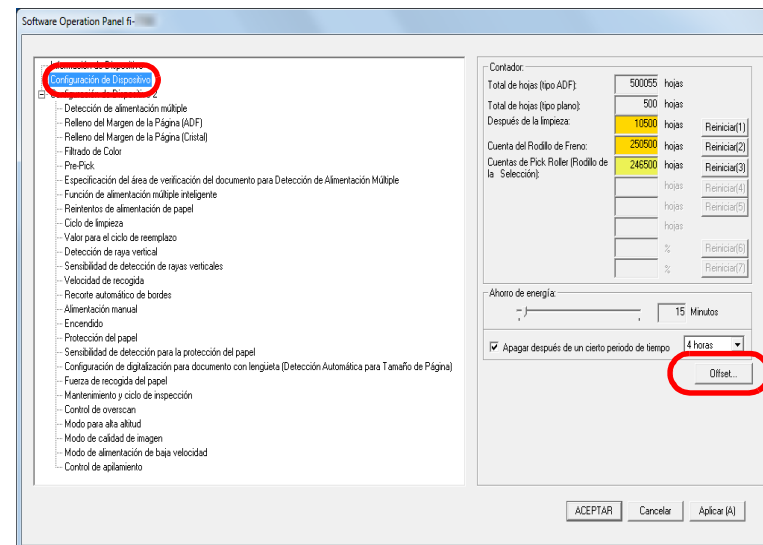 Software Operation Panel fi-
Información de Dispositivo
Configuración de Dispositivo
Configuración de Dispositivo 2
Detección de alimentación múltiple
Relleno del Margen de la Página (ADF)
Relleno del Margen de la Página (Cristal)
Filtrado de Color
Pre-Pick
Especificación del área de verificación del documento para Detección de Alimentación Múltiple
Función de alimentación múltiple inteligente
Reintentos de alimentación de papel
Ciclo de limpieza
Valor para el ciclo de reemplazo
Detección de raya vertical
Sensibilidad de detección de rayas verticales
Velocidad de recogida
Recorte automático de bordes
Alimentación manual
Encendido
Protección del papel
Sensibilidad de detección para la protección del papel
Configuración de digitalización para documento con lengüeta (Detección Automática para Tamaño de Página)
Fuerza de recogida del papel
Mantenimiento y ciclo de inspección
Control de overscan
Modo para alta altitud
Modo de calidad de imagen
Modo de alimentación de baja velocidad
Control de apilamiento
Contador:
Total de hojas (tipo ADF): 500055 hojas
Total de hojas (tipo plano): 500 hojas
Después de la limpieza: 10500 hojas Reiniciar(1)
Cuenta del Rodillo de Freno: 250500 hojas Reiniciar(2)
Cuentas de Pick Roller (Rodillo de 246500 hojas Reiniciar(3)
la Selección):
hojas Reiniciar(4)
hojas Reiniciar(5)
hojas
% Reiniciar(6)
% Reiniciar(7)
Ahorro de energía:
15 Minutos
Apagar después de un cierto periodo de tiempo 4 horas
Offset...
ACEPTAR Cancelar Aplicar (A)